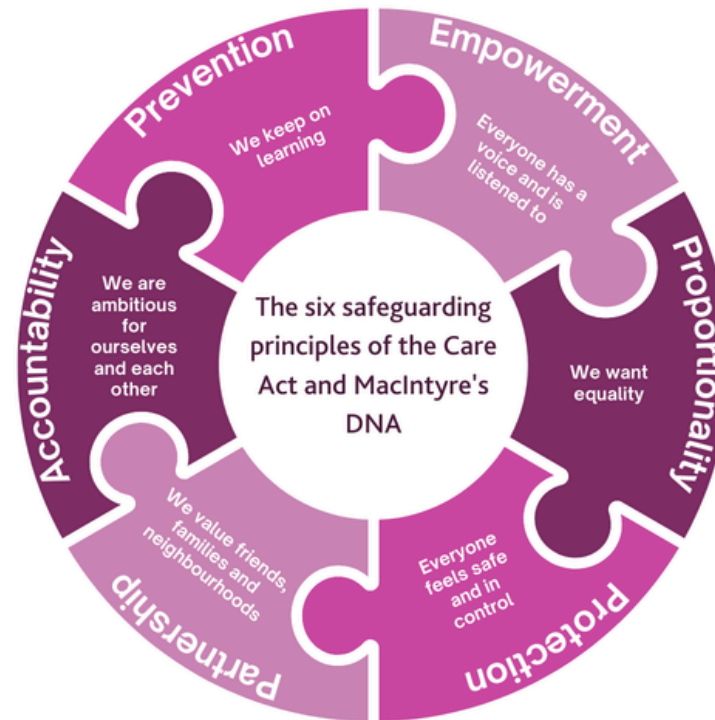 The six safeguarding
principles of the Care
Act and MacIntyre's
DNA
Empowerment
Everyone has a
voice and is
listened to
Proportionality
We want
equality
Protection
Everyone
feels safe
and in
control
Partnership
We value friends,
families and
neighbourhoods
Accountability
We are
ambitious
for
ourselves
and each
other
Prevention
We keep on
learning